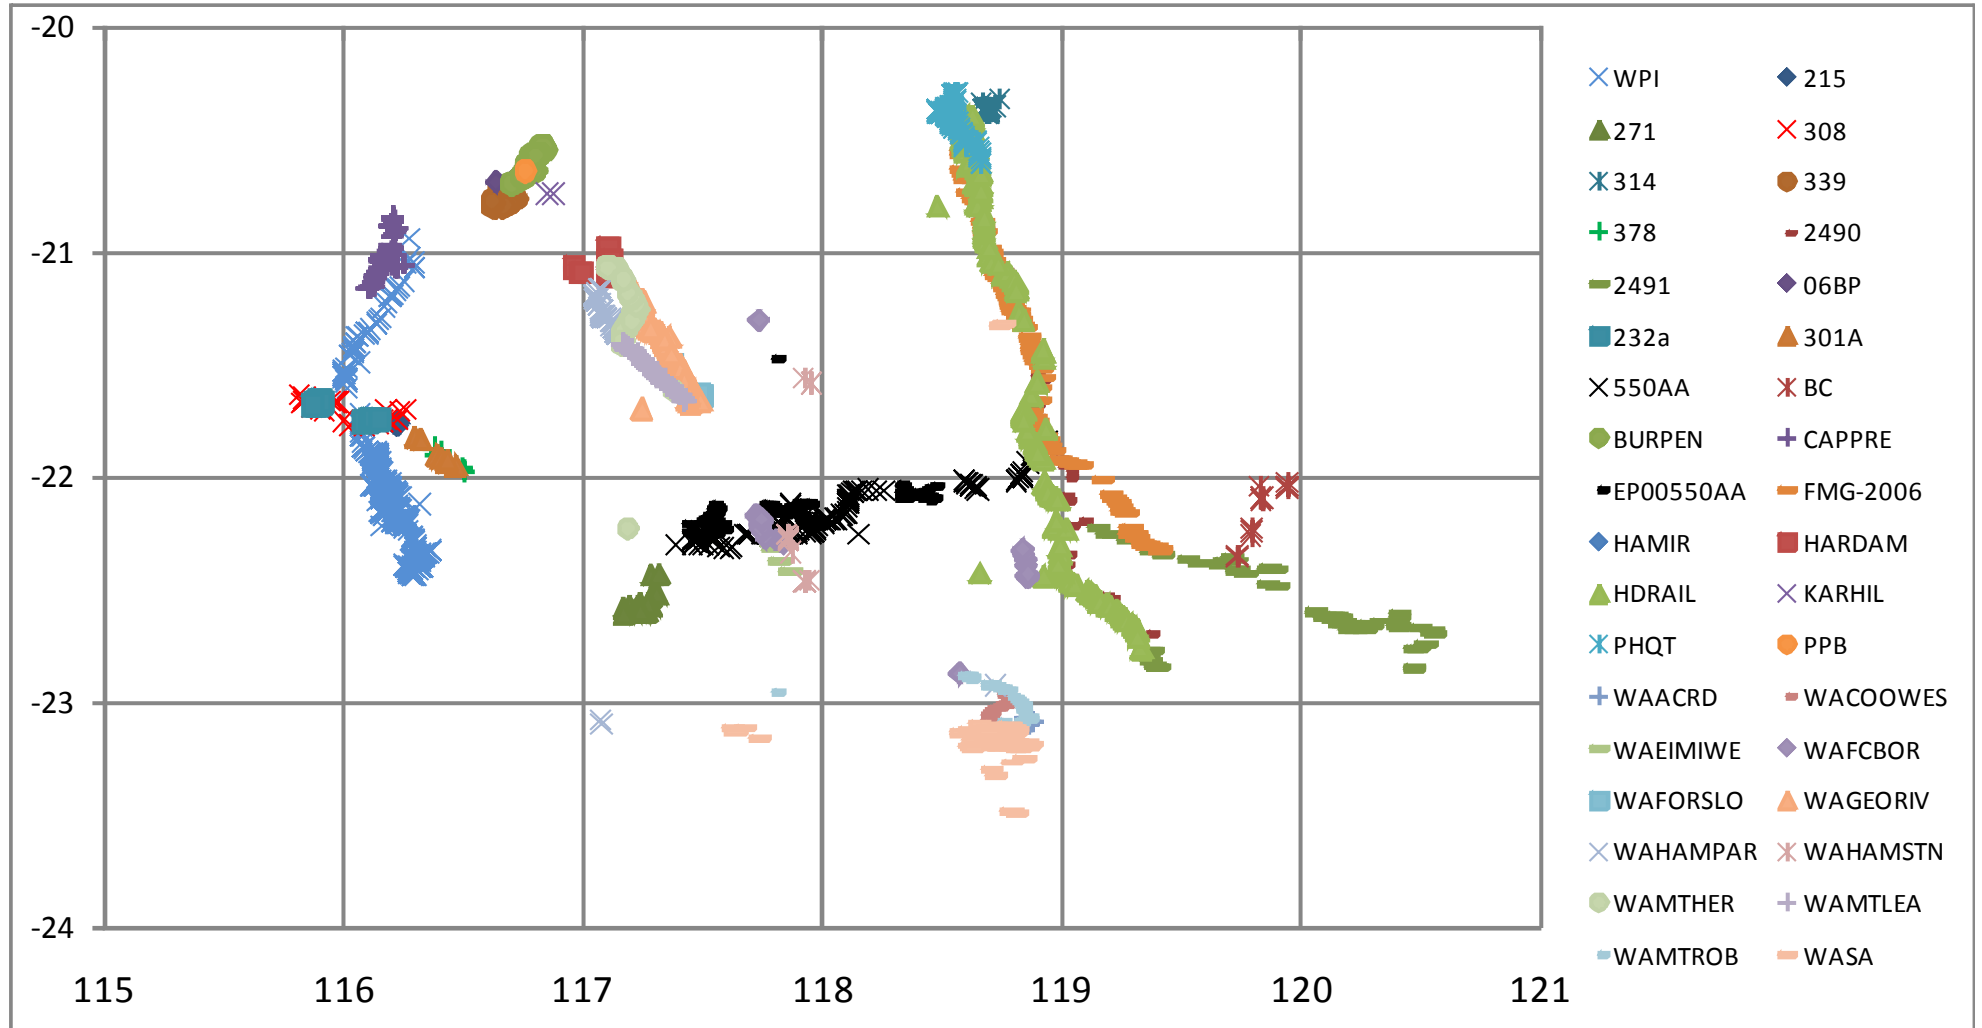 -20
-21
-22
-23
-24
115 116 117 118 119 120 121
WPI 215
271 308
314 339
378 2490
2491 06BP
232a 301A
550AA BC
BURPEN CAPPRE
EP00550AA FMG-2006
HAMIR HARDAM
HDRAIL KARHIL
PHQT PPB
WAACRD WACOOWES
WAEIMIWE WAFCBOR
WAFORSLO WAGEORIV
WAHAMPAR WAHAMSTN
WAMTHER WAMTLEA
WAMTROB WASA